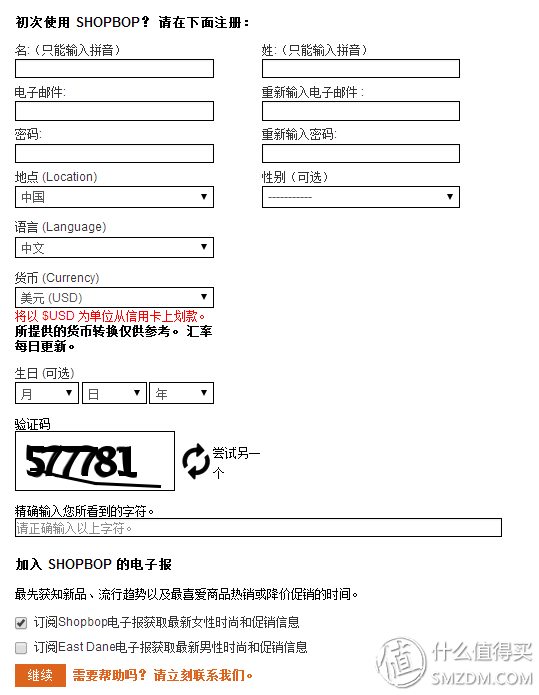 初次使用 SHOPBOP? 请在下面注册:
名:(只能输入拼音) 姓:(只能输入拼音)
电子邮件: 重新输入电子邮件 :
密码: 重新输入密码:
地点 (Location) 性别 (可选)
中国 -----------
语言 (Language)
中文
货币 (Currency)
美元 (USD)
将以 $USD 为单位从信用卡上划款。
所提供的货币转换仅供参考。 汇率
每日更新。
生日 (可选)
月 日 年
验证码
577781
尝试另一
个
精确输入您所看到的字符。
请正确输入以上字符。
加入 SHOPBOP 的电子报
最先获知新品、流行趋势以及最喜爱商品热销或降价促销的时间。
订阅Shopbop电子报获取最新女性时尚和促销信息
订阅East Dane电子报获取最新男性时尚和促销信息
继续 需要帮助吗? 请立刻联系我们。
值 什么值得买
SMZDM.COM